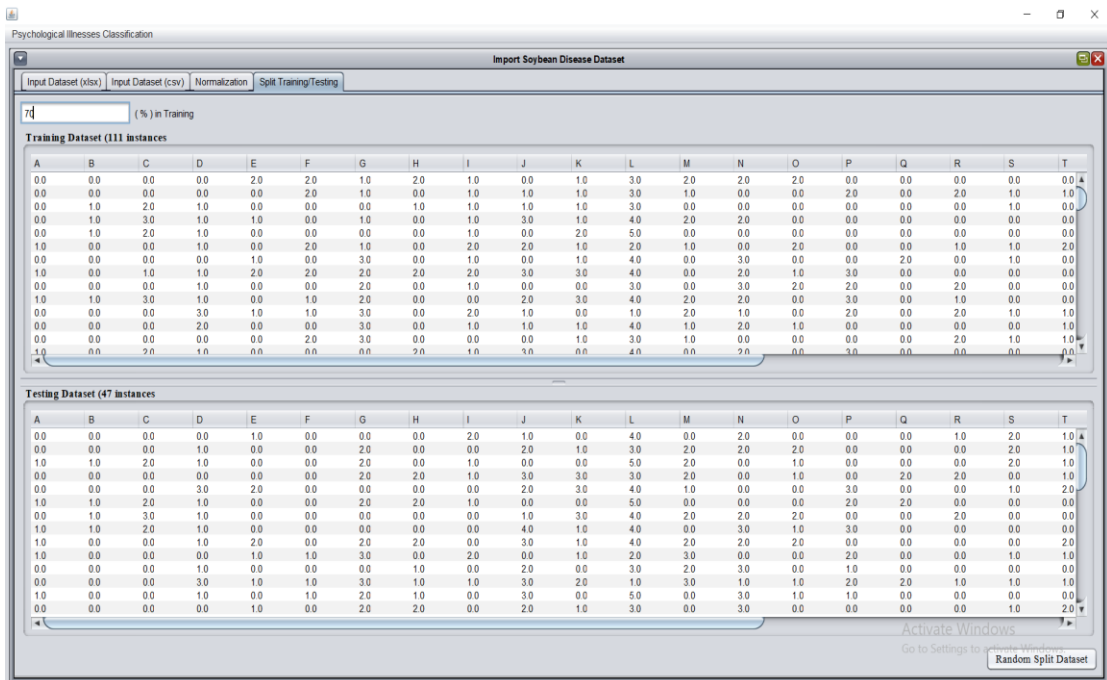 Psychological Illnesses Classification
Import Soybean Disease Dataset
Input Dataset (xlsx) Input Dataset (csv) Normalization Split Training/Testing
70 ( % ) in Training
Training Dataset (111 instances
A B C D E F G H I J K L M N O P Q R S T
0.0 0.0 0.0 0.0 2.0 2.0 1.0 2.0 1.0 0.0 1.0 3.0 2.0 2.0 2.0 0.0 0.0 0.0 0.0 0.0
0.0 0.0 0.0 0.0 0.0 2.0 1.0 0.0 1.0 1.0 1.0 3.0 1.0 0.0 0.0 2.0 0.0 2.0 1.0 1.0
0.0 1.0 2.0 1.0 0.0 0.0 0.0 1.0 1.0 1.0 1.0 3.0 0.0 0.0 0.0 0.0 0.0 0.0 1.0 0.0
0.0 1.0 3.0 1.0 1.0 0.0 1.0 0.0 1.0 3.0 1.0 4.0 2.0 2.0 0.0 0.0 0.0 0.0 0.0 0.0
0.0 1.0 2.0 1.0 0.0 0.0 0.0 0.0 1.0 0.0 2.0 5.0 0.0 0.0 0.0 0.0 0.0 0.0 0.0 0.0
1.0 0.0 0.0 1.0 0.0 2.0 1.0 0.0 2.0 2.0 1.0 2.0 1.0 0.0 2.0 0.0 0.0 1.0 1.0 2.0
0.0 0.0 0.0 0.0 1.0 0.0 3.0 0.0 1.0 0.0 1.0 4.0 0.0 3.0 0.0 0.0 2.0 0.0 1.0 0.0
1.0 0.0 1.0 1.0 2.0 2.0 2.0 2.0 2.0 3.0 3.0 4.0 0.0 0.0 1.0 3.0 0.0 0.0 0.0 0.0
0.0 0.0 0.0 1.0 0.0 0.0 2.0 0.0 1.0 0.0 0.0 3.0 0.0 3.0 2.0 2.0 0.0 2.0 0.0 0.0
1.0 1.0 3.0 1.0 0.0 1.0 2.0 0.0 0.0 2.0 3.0 4.0 2.0 2.0 0.0 3.0 0.0 1.0 0.0 0.0
0.0 0.0 0.0 3.0 1.0 1.0 3.0 0.0 2.0 1.0 0.0 1.0 2.0 1.0 0.0 2.0 0.0 2.0 1.0 1.0
0.0 0.0 0.0 2.0 0.0 0.0 3.0 0.0 1.0 1.0 1.0 4.0 1.0 2.0 1.0 0.0 0.0 0.0 0.0 1.0
0.0 0.0 0.0 0.0 0.0 2.0 3.0 0.0 0.0 0.0 1.0 3.0 1.0 0.0 0.0 0.0 0.0 2.0 1.0 1.0
1.0 0.0 2.0 1.0 0.0 0.0 0.0 2.0 1.0 3.0 0.0 4.0 0.0 2.0 0.0 3.0 0.0 0.0 0.0 0.0
Testing Dataset (47 instances
A B C D E F G H I J K L M N O P Q R S T
0.0 0.0 0.0 0.0 1.0 0.0 0.0 0.0 2.0 1.0 0.0 4.0 0.0 2.0 0.0 0.0 0.0 1.0 2.0 1.0
0.0 0.0 0.0 1.0 0.0 0.0 2.0 0.0 0.0 2.0 1.0 3.0 2.0 2.0 2.0 0.0 0.0 0.0 2.0 1.0
1.0 1.0 2.0 1.0 0.0 0.0 2.0 0.0 1.0 0.0 0.0 5.0 2.0 0.0 1.0 0.0 0.0 0.0 2.0 1.0
0.0 0.0 0.0 0.0 0.0 0.0 2.0 2.0 1.0 3.0 3.0 3.0 2.0 0.0 1.0 0.0 2.0 2.0 0.0 1.0
0.0 0.0 0.0 3.0 2.0 0.0 0.0 0.0 0.0 2.0 3.0 4.0 1.0 0.0 0.0 3.0 0.0 0.0 1.0 2.0
1.0 1.0 2.0 1.0 0.0 0.0 2.0 2.0 1.0 0.0 0.0 5.0 0.0 0.0 0.0 2.0 2.0 0.0 0.0 0.0
0.0 1.0 3.0 1.0 0.0 0.0 0.0 0.0 0.0 1.0 3.0 4.0 2.0 2.0 2.0 0.0 0.0 2.0 0.0 0.0
1.0 1.0 2.0 1.0 0.0 0.0 0.0 0.0 0.0 4.0 1.0 4.0 0.0 3.0 1.0 3.0 0.0 0.0 0.0 0.0
1.0 0.0 0.0 1.0 2.0 0.0 2.0 2.0 0.0 3.0 1.0 4.0 2.0 2.0 2.0 0.0 0.0 0.0 0.0 2.0
1.0 0.0 0.0 0.0 1.0 1.0 3.0 0.0 2.0 0.0 1.0 2.0 3.0 0.0 0.0 2.0 0.0 0.0 1.0 1.0
0.0 0.0 0.0 1.0 0.0 0.0 0.0 1.0 0.0 2.0 0.0 3.0 2.0 3.0 0.0 1.0 0.0 0.0 0.0 0.0
0.0 0.0 0.0 3.0 1.0 1.0 3.0 1.0 1.0 3.0 2.0 1.0 3.0 1.0 1.0 2.0 2.0 1.0 1.0 1.0
1.0 0.0 0.0 1.0 0.0 1.0 2.0 1.0 0.0 3.0 0.0 5.0 0.0 3.0 1.0 1.0 0.0 0.0 0.0 0.0
0.0 0.0 0.0 0.0 1.0 0.0 2.0 2.0 0.0 2.0 1.0 3.0 0.0 3.0 0.0 0.0 0.0 0.0 1.0 2.0
Activate Windows
Go to Settings to activate Windows.
Random Split Dataset